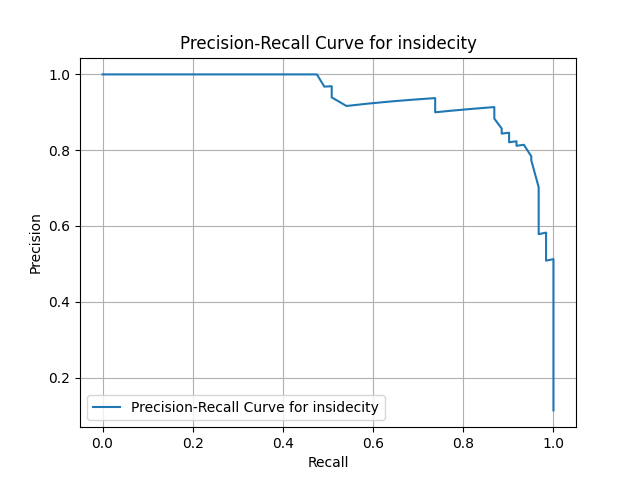 Precision-Recall Curve for insidecity
1.0
0.8
0.6
0.4
0.2
Precision
Precision-Recall Curve for insidecity
0.0 0.2 0.4 0.6 0.8 1.0
Recall